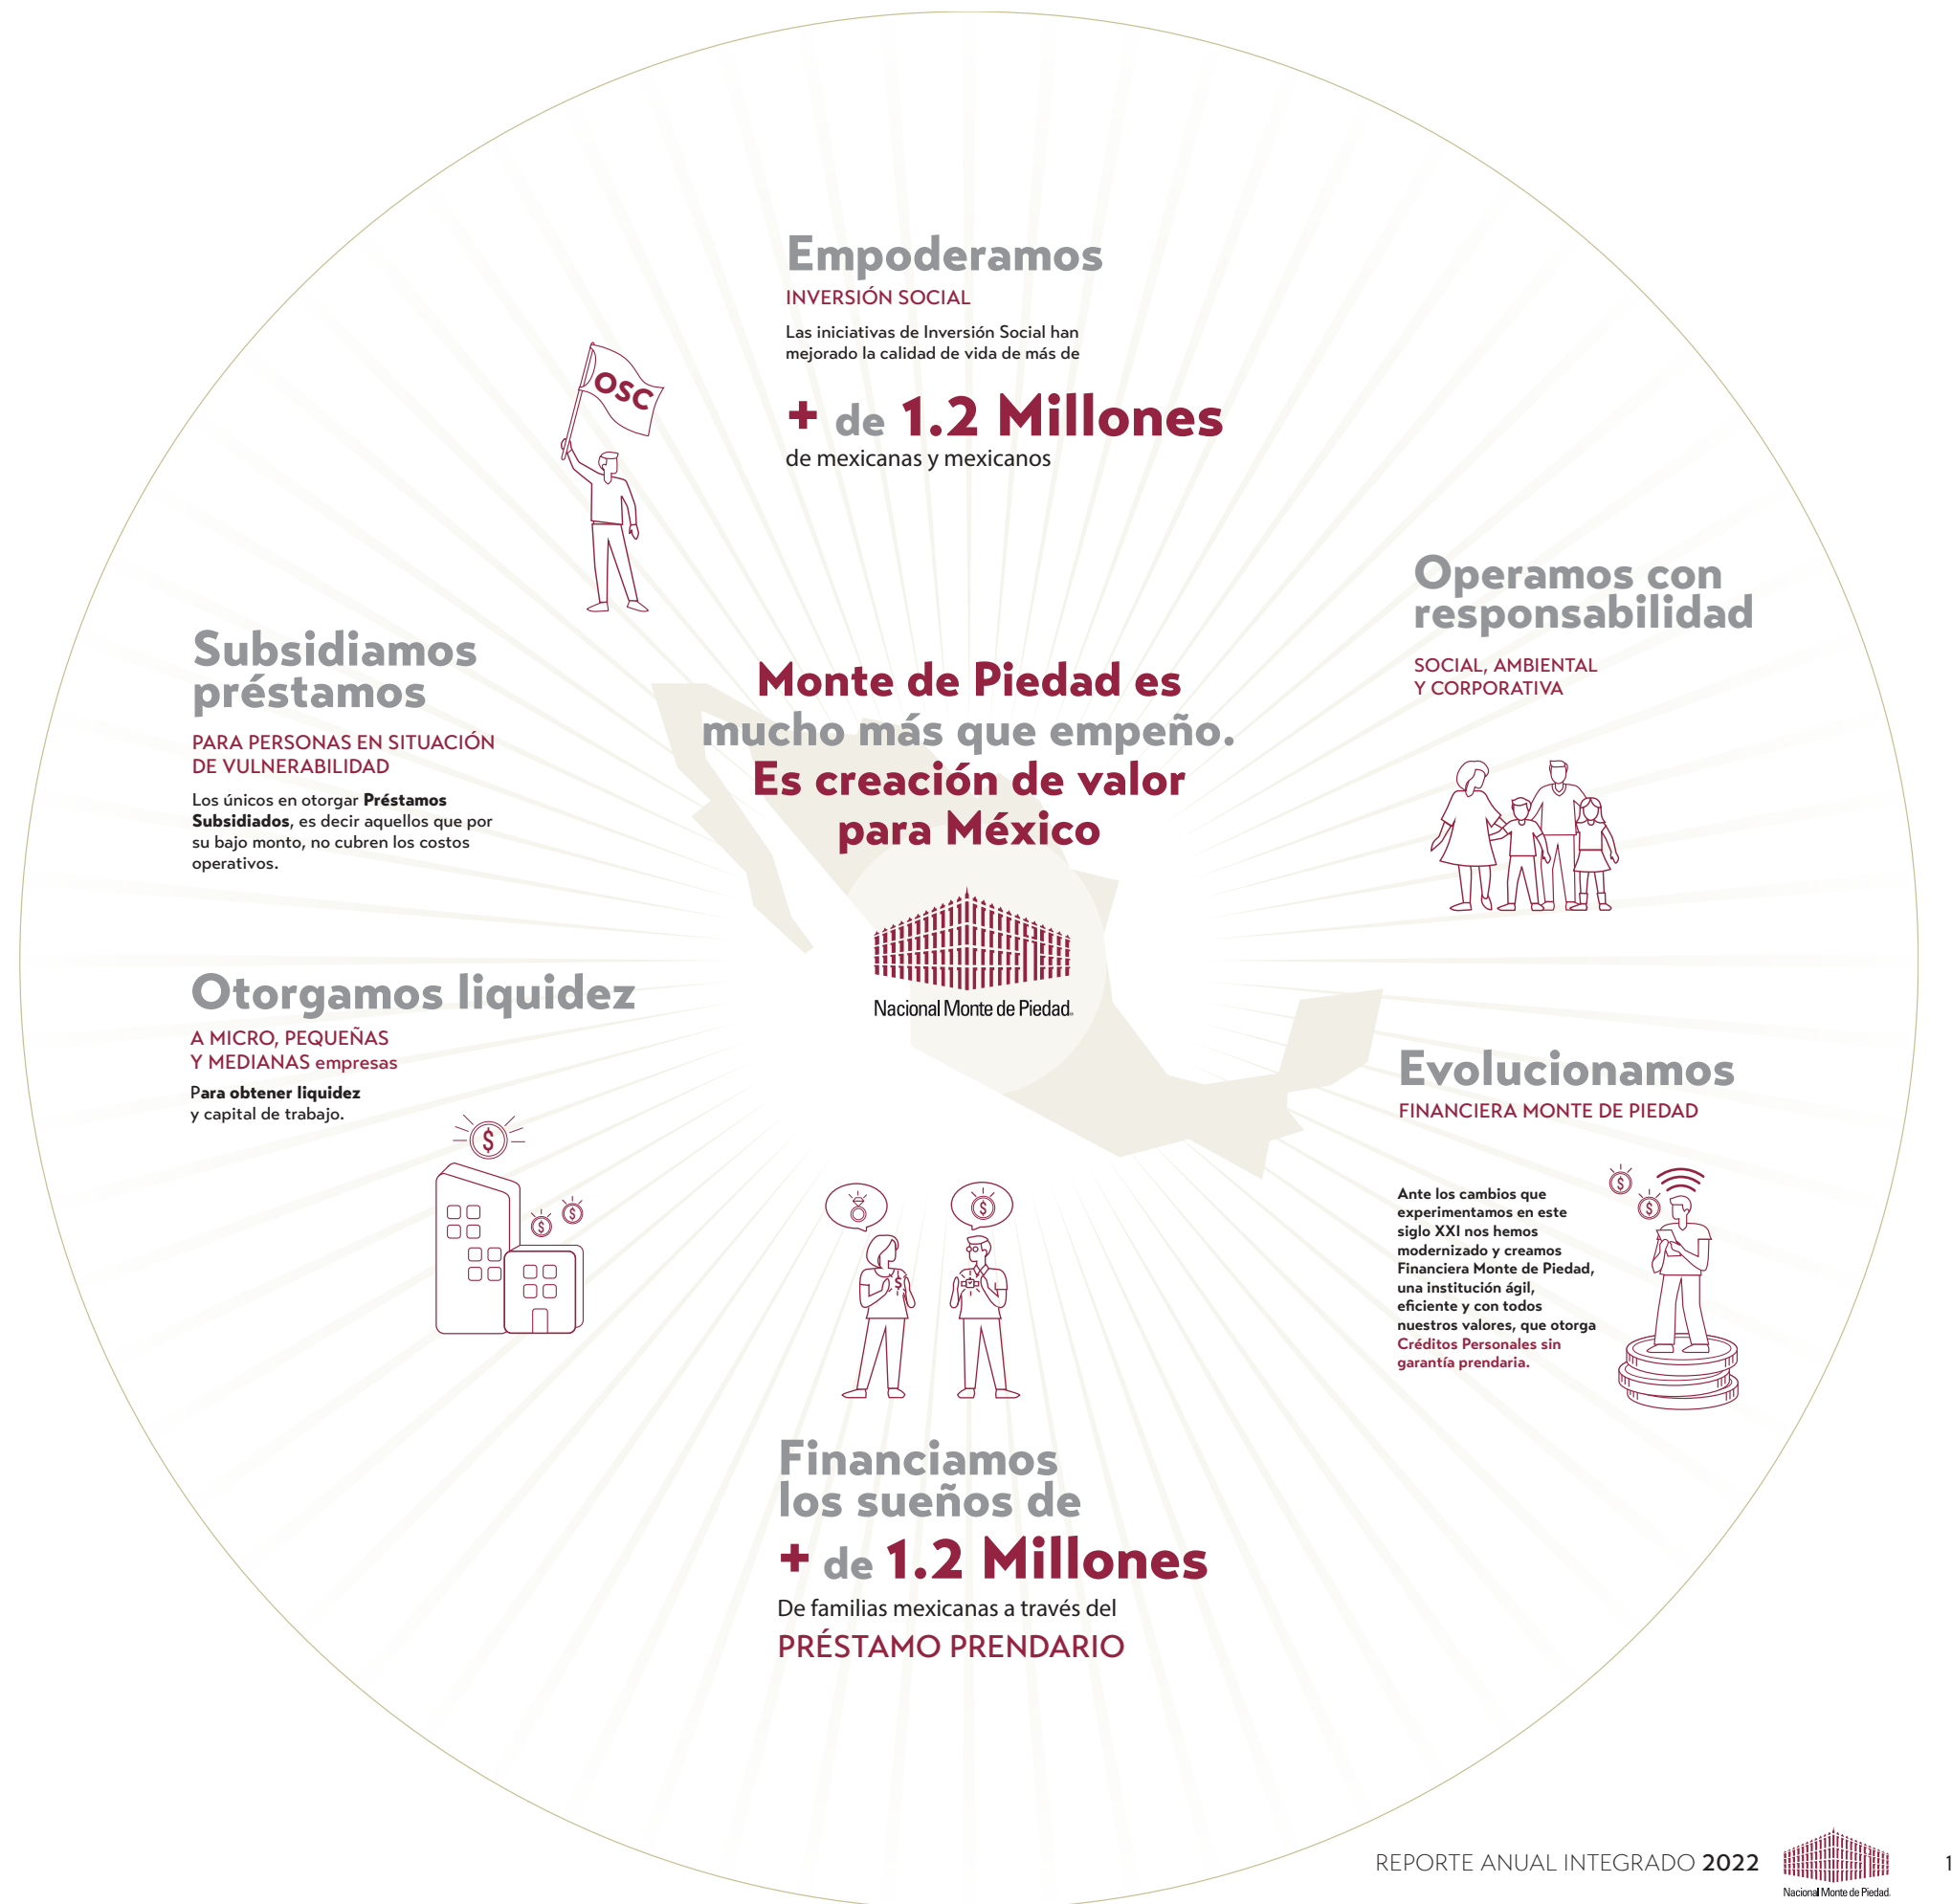 Empoderamos
INVERSIÓN SOCIAL
Las iniciativas de Inversión Social han
mejorado la calidad de vida de más de
+ de 1.2 Millones
de mexicanas y mexicanos
OSC
Operamos con
responsabilidad
SOCIAL, AMBIENTAL
Y CORPORATIVA
Subsidiamos
préstamos
PARA PERSONAS EN SITUACIÓN
DE VULNERABILIDAD
Los únicos en otorgar Préstamos
Subsidiados, es decir aquellos que por
su bajo monto, no cubren los costos
operativos.
Monte de Piedad es
mucho más que empeño.
Es creación de valor
para México
Nacional Monte de Piedad®
Otorgamos liquidez
A MICRO, PEQUEÑAS
Y MEDIANAS empresas
Para obtener liquidez
y capital de trabajo.
$
$
$
Evolucionamos
FINANCIERA MONTE DE PIEDAD
Ante los cambios que
experimentamos en este
siglo XXI nos hemos
modernizado y creamos
Financiera Monte de Piedad,
una institución ágil,
eficiente y con todos
nuestros valores, que otorga
Créditos Personales sin
garantía prendaria.
$
$
$
$
Financiamos
los sueños de
+ de 1.2 Millones
De familias mexicanas a través del
PRÉSTAMO PRENDARIO
REPORTE ANUAL INTEGRADO 2022
Nacional Monte de Piedad®
1